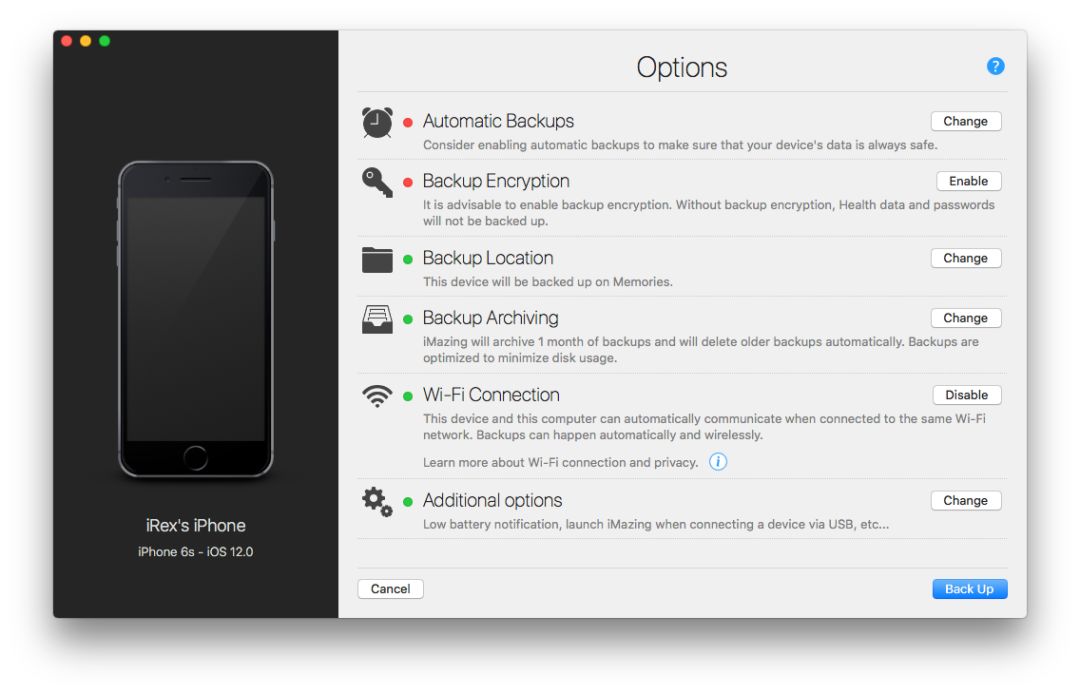 Options
?
Automatic Backups
Change
Consider enabling automatic backups to make sure that your device's data is always safe.
Backup Encryption
Enable
It is advisable to enable backup encryption. Without backup encryption, Health data and passwords
will not be backed up.
Backup Location
Change
This device will be backed up on Memories.
Backup Archiving
Change
iMazing will archive 1 month of backups and will delete older backups automatically. Backups are
optimized to minimize disk usage.
Wi-Fi Connection
Disable
This device and this computer can automatically communicate when connected to the same Wi-Fi
network. Backups can happen automatically and wirelessly.
Learn more about Wi-Fi connection and privacy. i
Additional options
Change
Low battery notification, launch iMazing when connecting a device via USB, etc...
iRex's iPhone
iPhone 6s - iOS 12.0
Cancel
Back Up